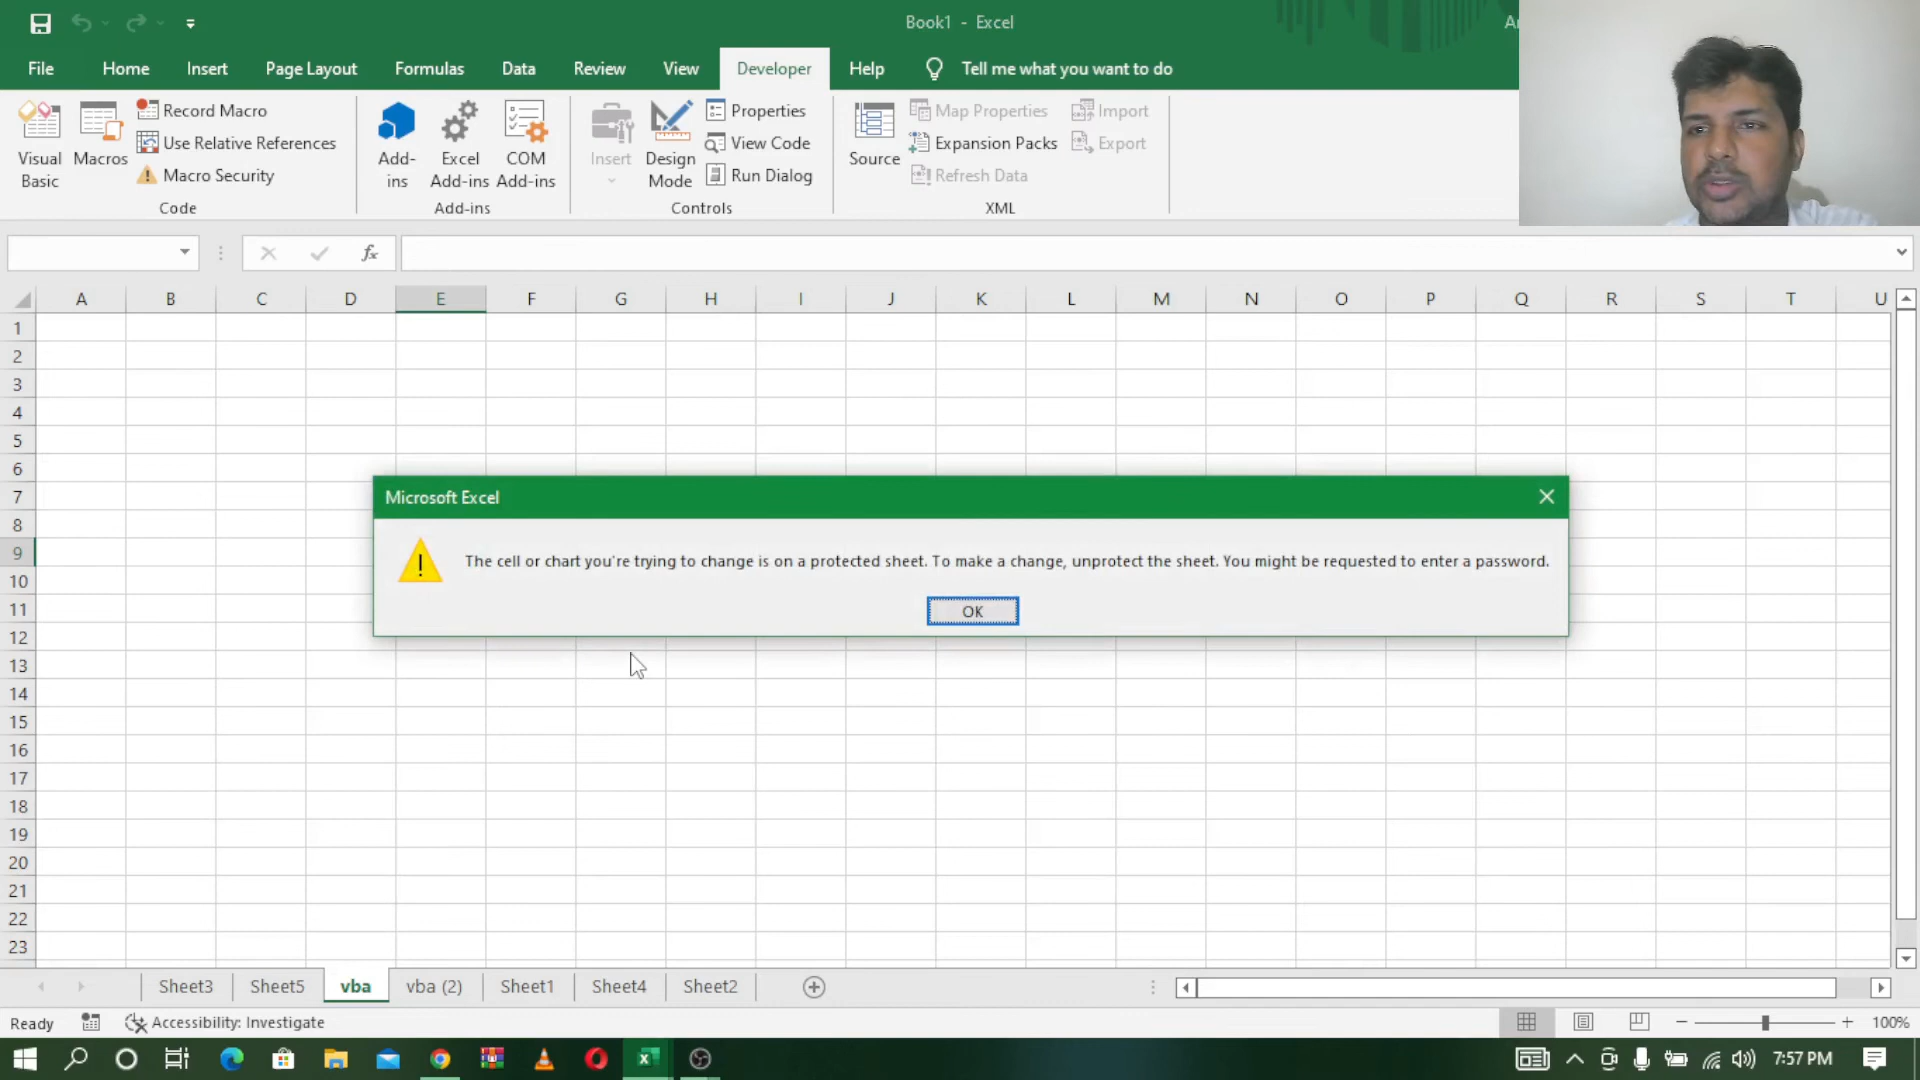 Book1 - Excel
File Home Insert Page Layout Formulas Data Review View Developer Help Tell me what you want to do
Visual Basic
Macros
Record Macro
Use Relative References
Macro Security
Code
Add-ins
Excel Add-ins
COM Add-ins
Add-ins
Insert
Design Mode
Properties
View Code
Run Dialog
Controls
Source
Map Properties
Expansion Packs
Refresh Data
Import
Export
XML
fx
A B C D E F G H I J K L M N O P Q R S T U
1
2
3
4
5
6
7
8
9
10
11
12
13
14
15
16
17
18
19
20
21
22
23
Microsoft Excel
The cell or chart you're trying to change is on a protected sheet. To make a change, unprotect the sheet. You might be requested to enter a password.
OK
Sheet3 Sheet5 vba vba (2) Sheet1 Sheet4 Sheet2
Ready Accessibility: Investigate 100%
7:57 PM